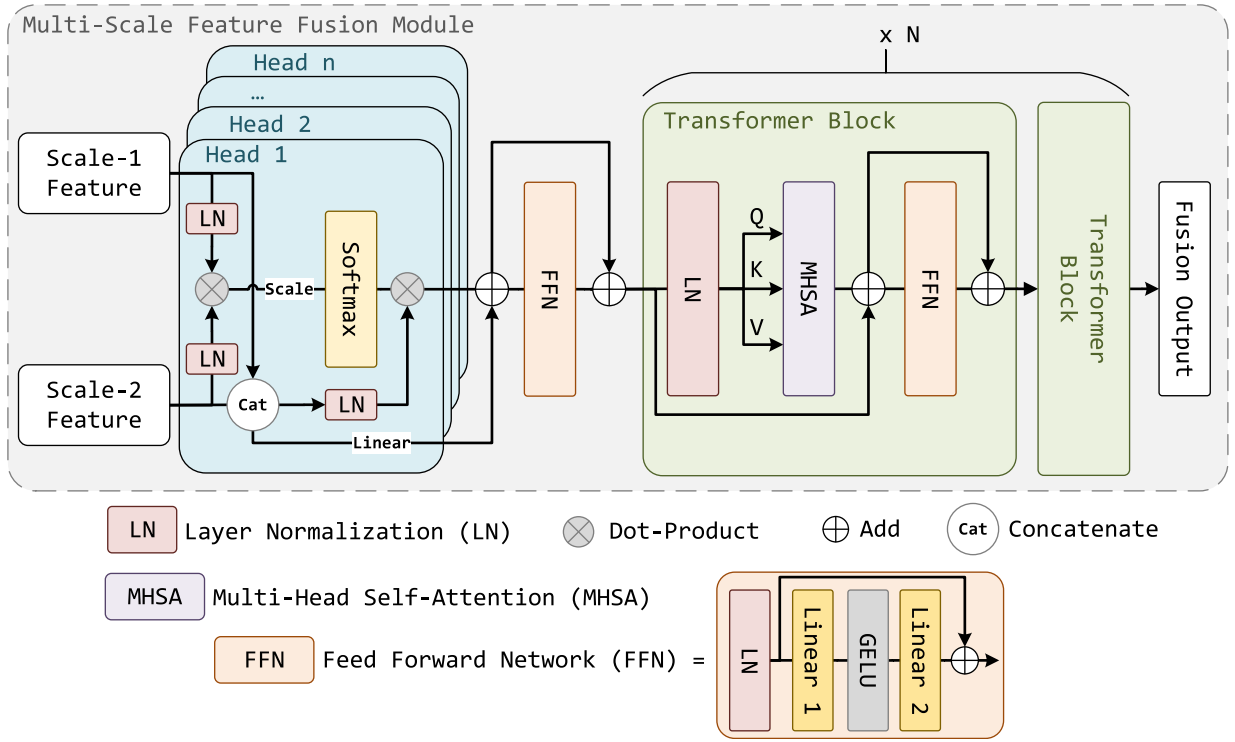 Multi-Scale Feature Fusion Module
x N
Head n
…
Head 2
Head 1
Transformer Block
Scale-1
Feature
LN
Scale
Softmax
LN
Scale-2
Feature
Cat
LN
Linear
FFN
LN
Q
K
V
MHSA
FFN
Transformer
Block
Fusion Output
LN
Layer Normalization (LN)
Dot-Product
Add
Cat
Concatenate
MHSA
Multi-Head Self-Attention (MHSA)
FFN
Feed Forward Network (FFN) =
LN
Linear 1
GELU
Linear 2